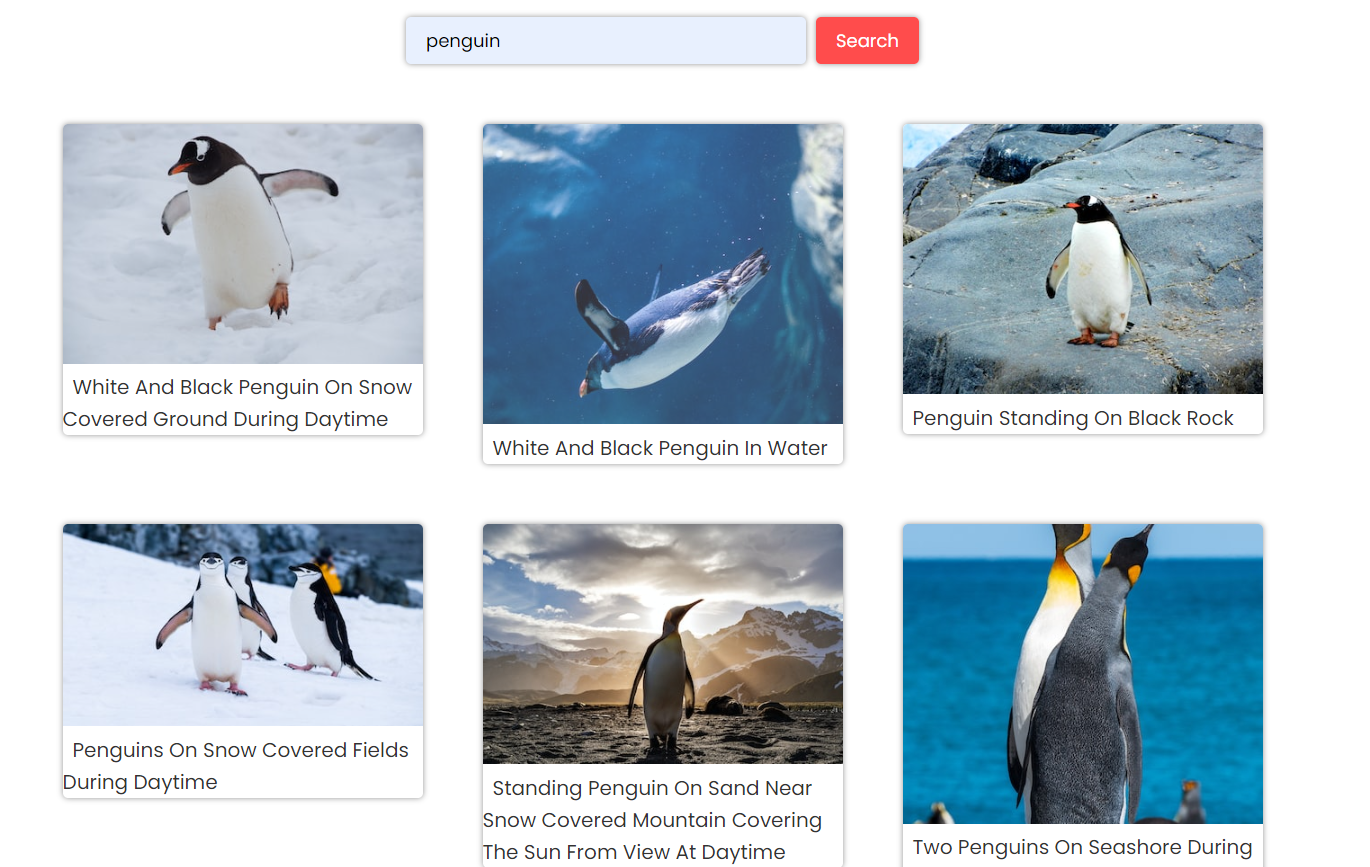 penguin
Search
White And Black Penguin On Snow
Covered Ground During Daytime
White And Black Penguin In Water
Penguin Standing On Black Rock
Penguins On Snow Covered Fields
During Daytime
Standing Penguin On Sand Near
Snow Covered Mountain Covering
The Sun From View At Daytime
Two Penguins On Seashore During